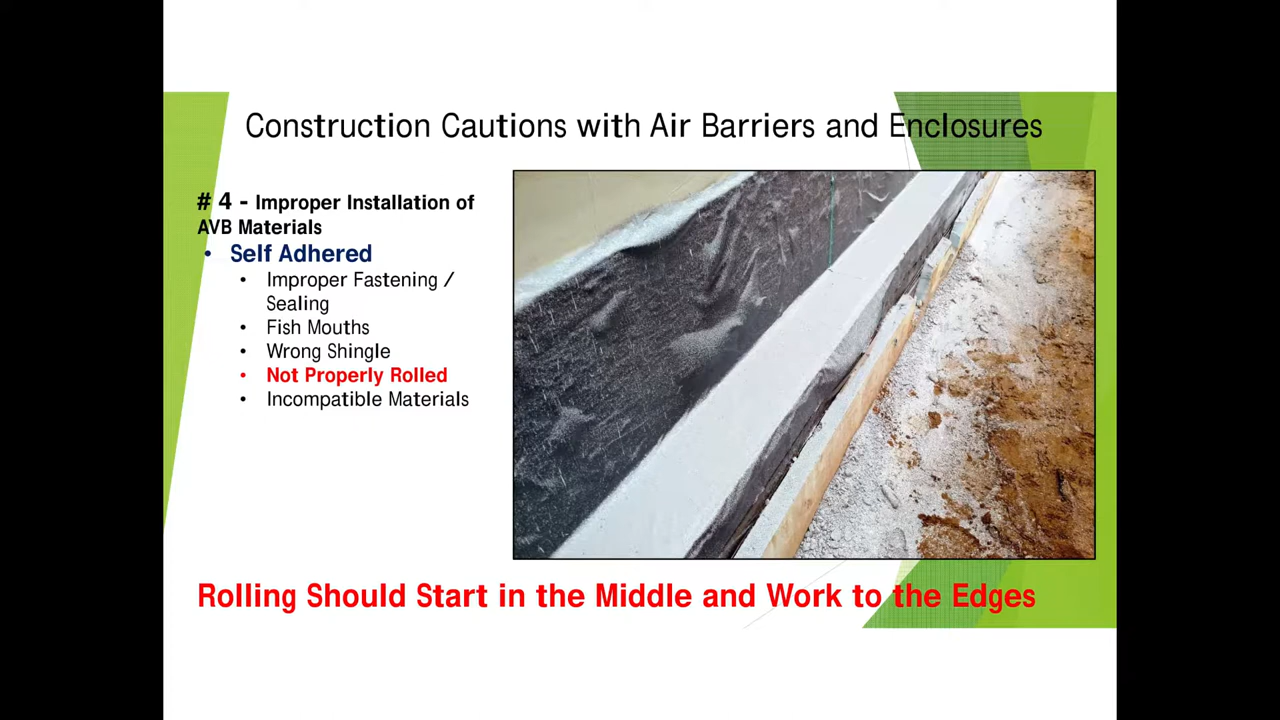 Construction Cautions with Air Barriers and Enclosures
# 4 - Improper Installation of
AVB Materials
• Self Adhered
• Improper Fastening /
Sealing
• Fish Mouths
• Wrong Shingle
• Not Properly Rolled
• Incompatible Materials
Rolling Should Start in the Middle and Work to the Edges